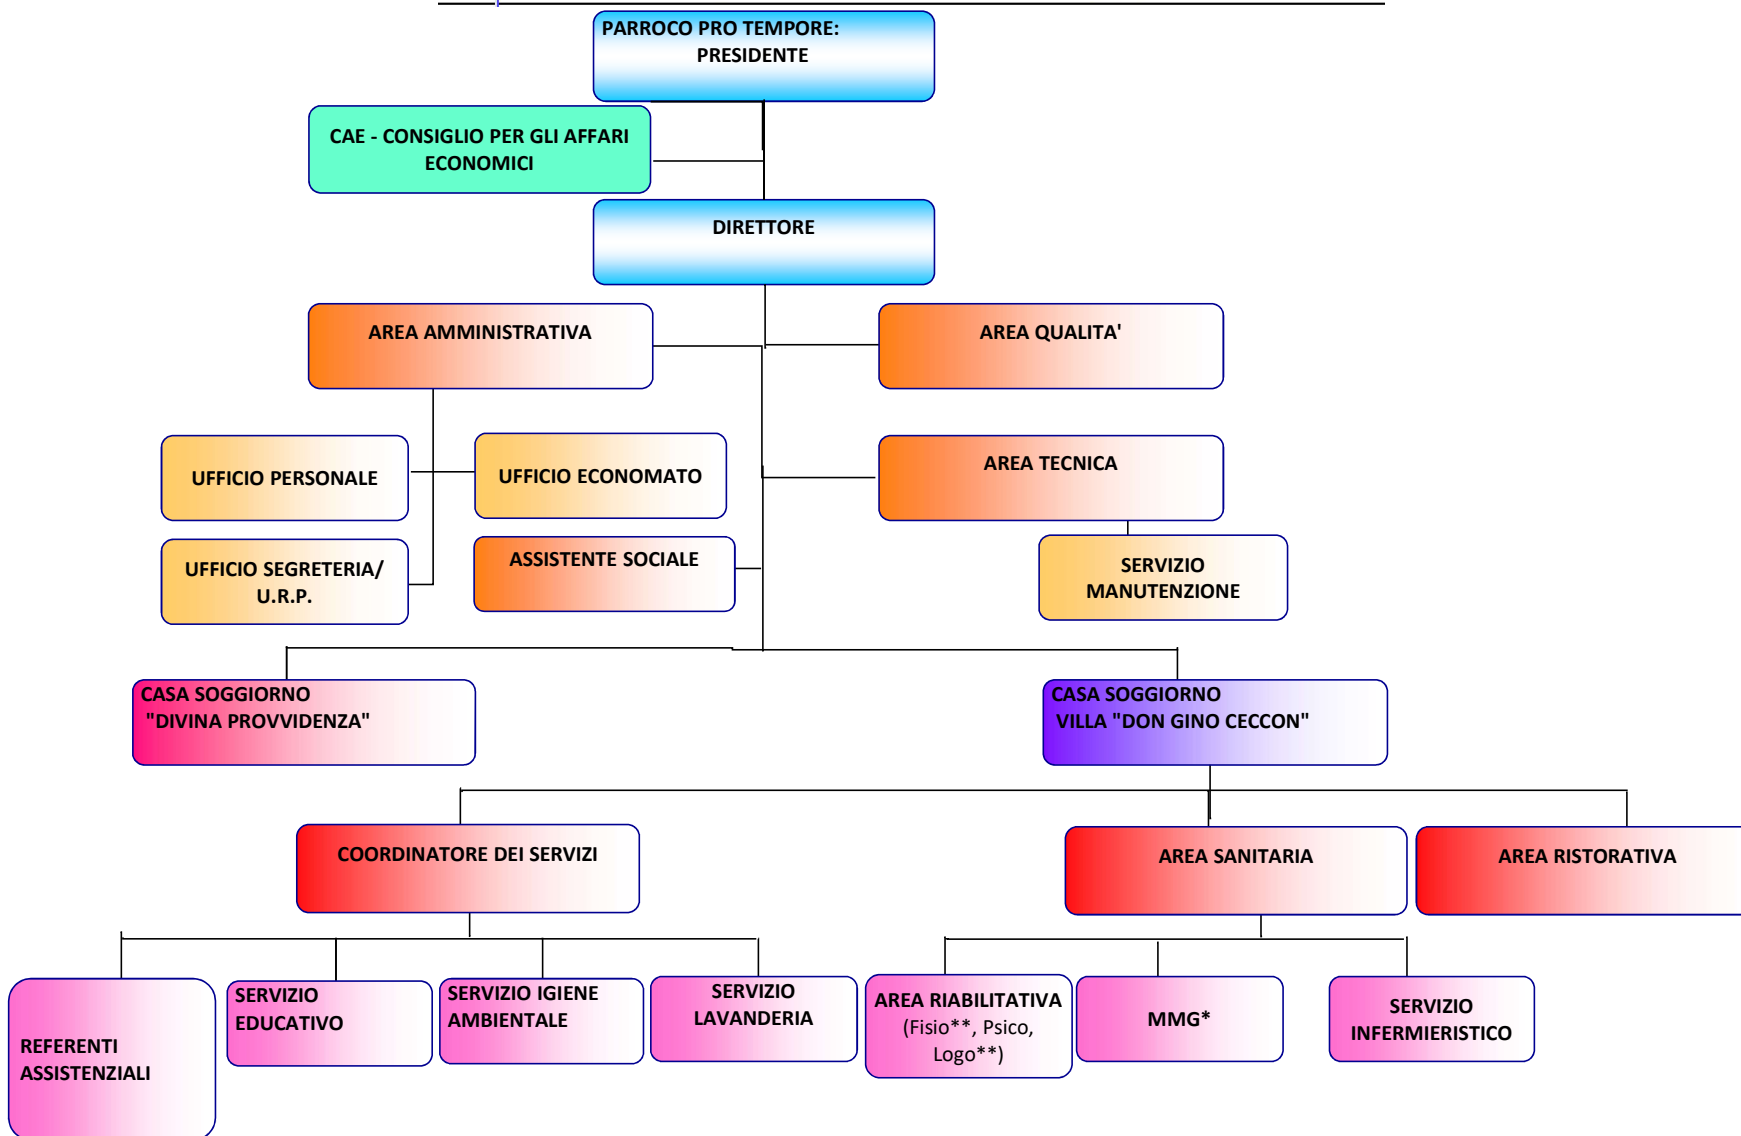 PARROCO PRO TEMPORE:
PRESIDENTE
CAE - CONSIGLIO PER GLI AFFARI
ECONOMICI
DIRETTORE
AREA AMMINISTRATIVA
AREA QUALITA'
UFFICIO PERSONALE
UFFICIO ECONOMATO
AREA TECNICA
UFFICIO SEGRETERIA/
U.R.P.
ASSISTENTE SOCIALE
SERVIZIO
MANUTENZIONE
CASA SOGGIORNO
"DIVINA PROVVIDENZA"
CASA SOGGIORNO
VILLA "DON GINO CECCON"
COORDINATORE DEI SERVIZI
AREA SANITARIA
AREA RISTORATIVA
REFERENTI
ASSISTENZIALI
SERVIZIO
EDUCATIVO
SERVIZIO IGIENE
AMBIENTALE
SERVIZIO
LAVANDERIA
AREA RIABILITATIVA
(Fisio**, Psico,
Logo**)
MMG*
SERVIZIO
INFERMIERISTICO